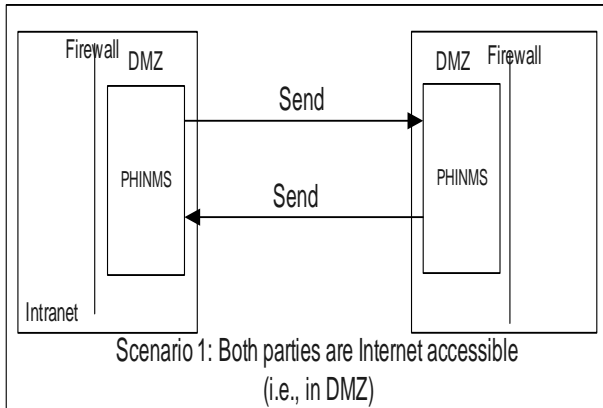 Firewall
DMZ
DMZ
Firewall
Send
PHINMS
PHINMS
Send
Intranet
Scenario 1: Both parties are Internet accessible
(i.e., in DMZ)